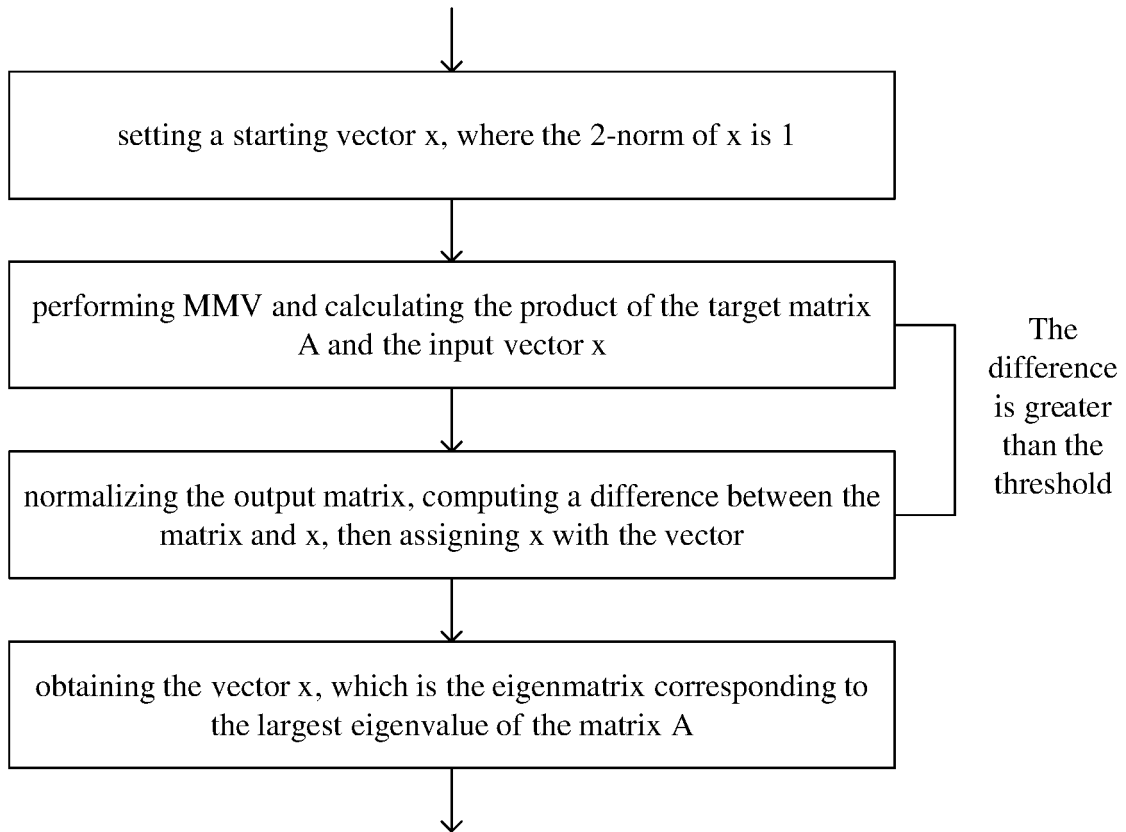 setting a starting vector x, where the 2-norm of x is 1
performing MMV and calculating the product of the target matrix
A and the input vector x
The
difference
is greater
than the
threshold
normalizing the output matrix, computing a difference between the
matrix and x, then assigning x with the vector
obtaining the vector x, which is the eigenmatrix corresponding to
the largest eigenvalue of the matrix A